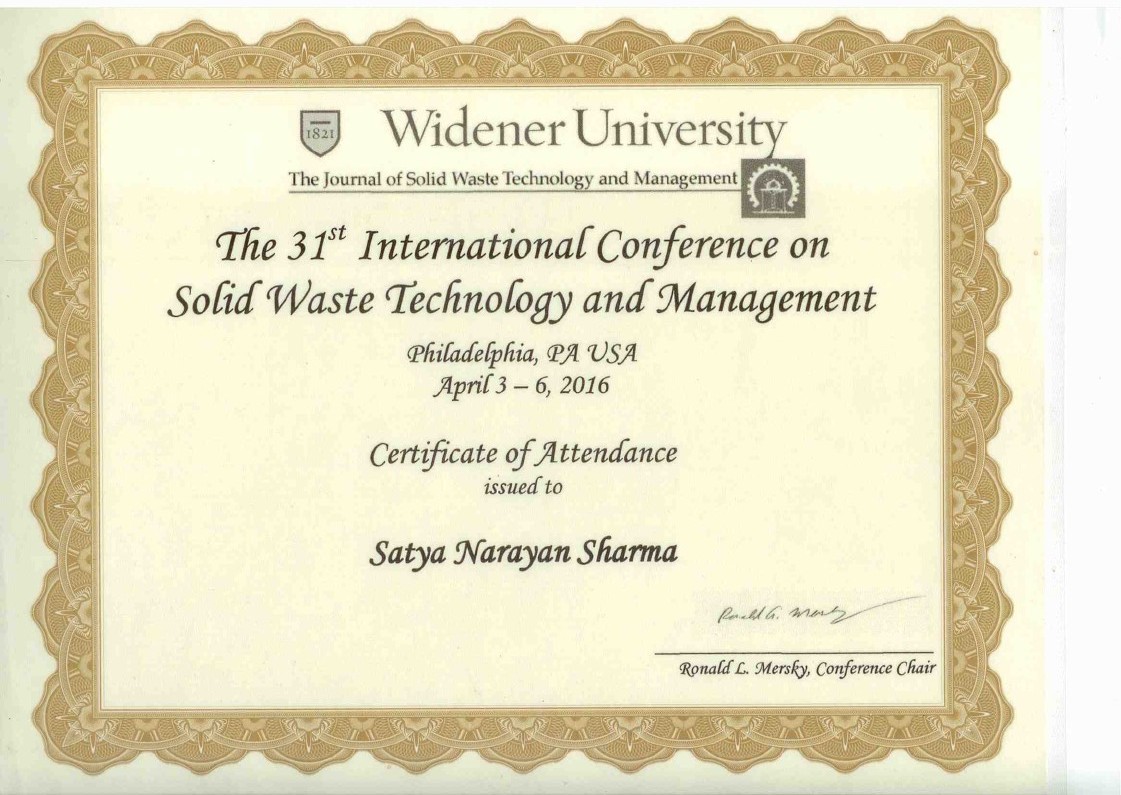 1821
Widener University
The Journal of Solid Waste Technology and Management
The 31st International Conference on
Solid Waste Technology and Management
Philadelphia, PA USA
April 3 – 6, 2016
Certificate of Attendance
issued to
Satya Narayan Sharma
Ronald L. Mersky, Conference Chair